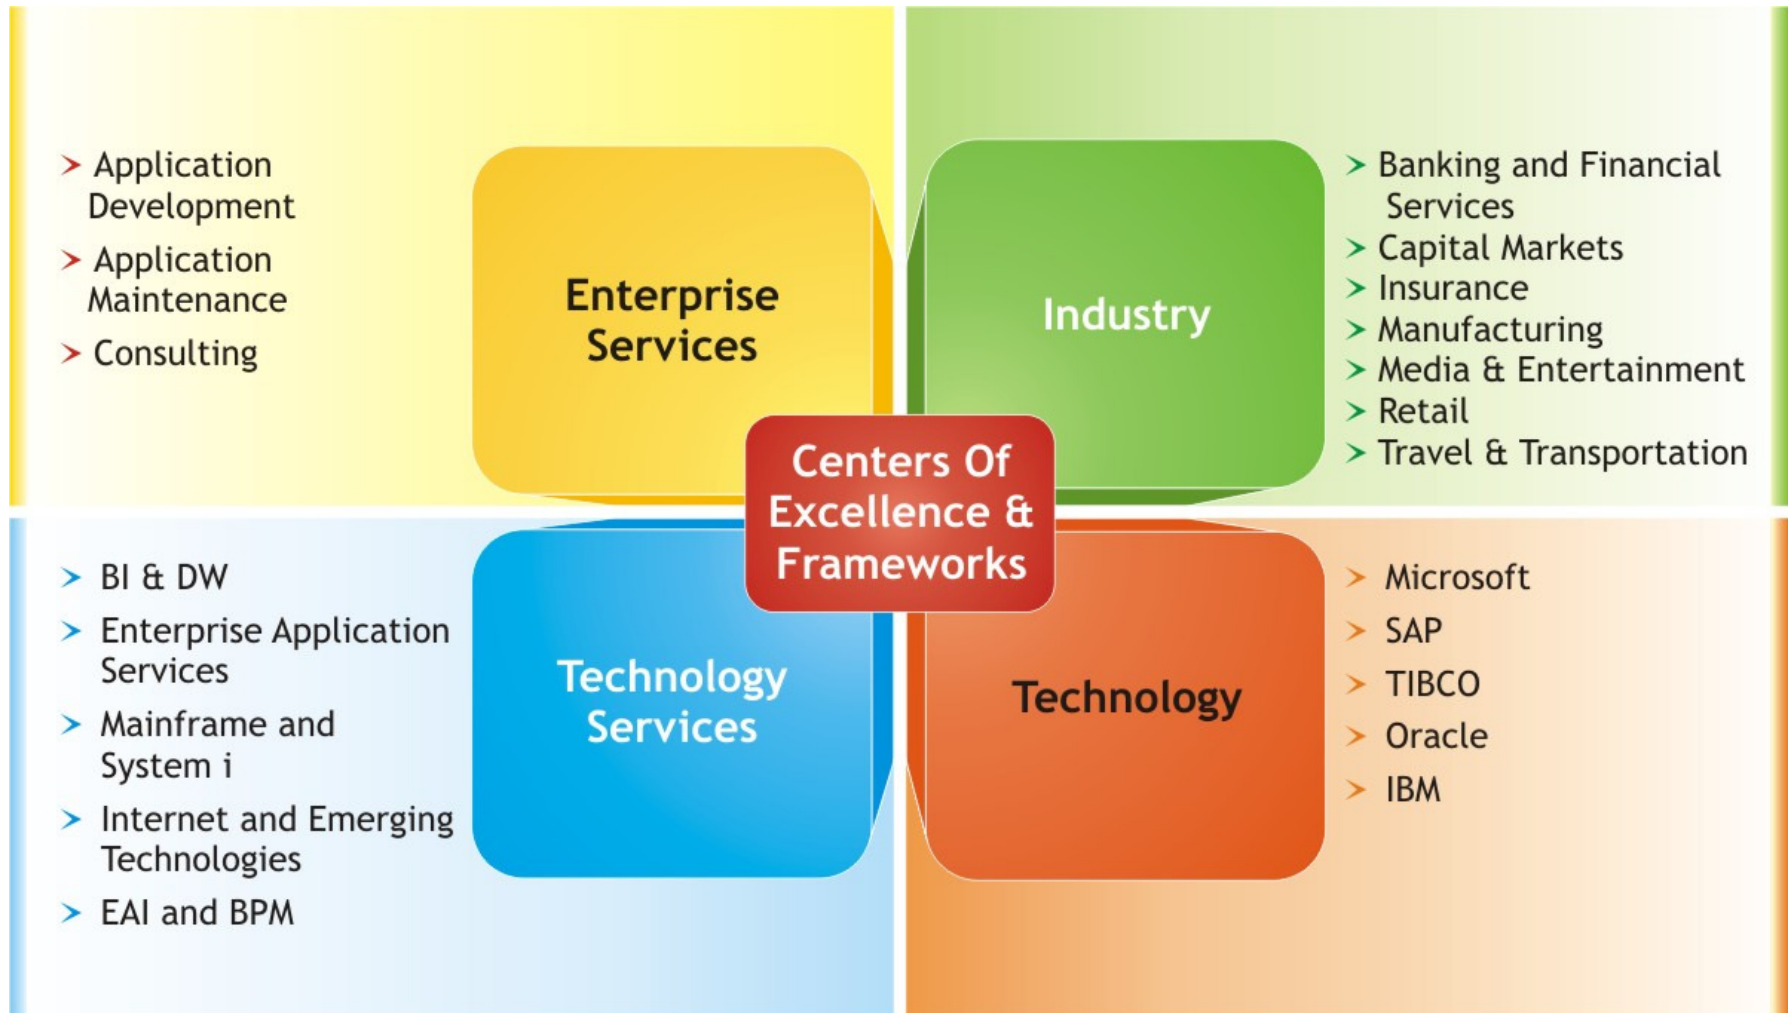 Application
Development
Application
Maintenance
Consulting
Enterprise
Services
Industry
Banking and Financial
Services
Capital Markets
Insurance
Manufacturing
Media & Entertainment
Retail
Travel & Transportation
Centers Of
Excellence &
Frameworks
BI & DW
Enterprise Application
Services
Mainframe and
System i
Internet and Emerging
Technologies
EAI and BPM
Technology
Services
Technology
Microsoft
SAP
TIBCO
Oracle
IBM